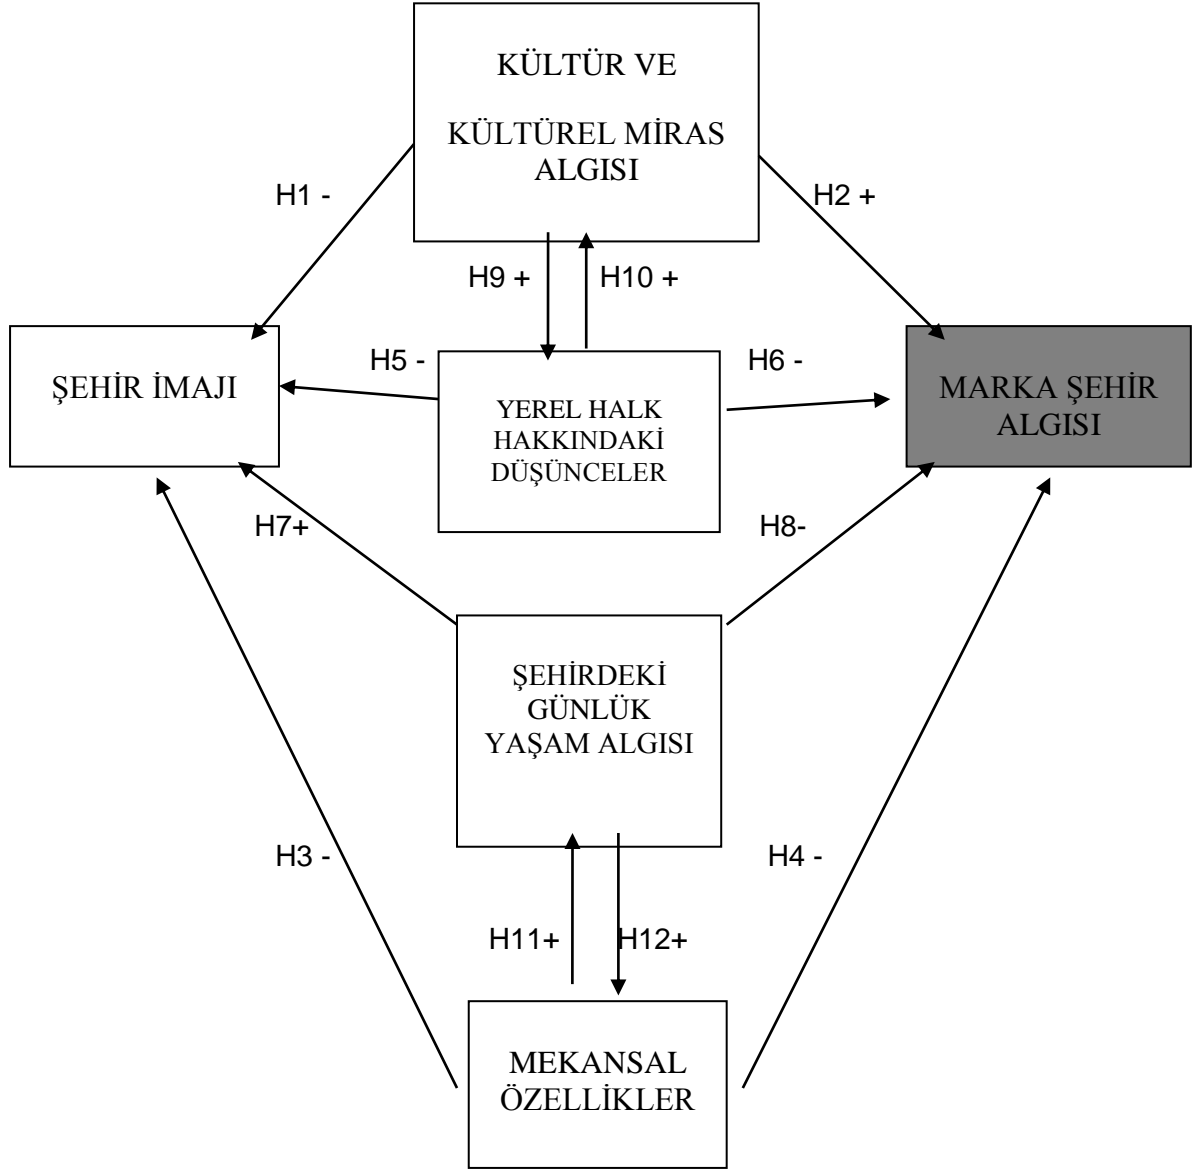 KÜLTÜR VE
KÜLTÜREL MİRAS
ALGISI
H1 -
H2 +
H9 +
H10 +
ŞEHİR İMAJI
H5 -
H6 -
MARKA ŞEHİR
ALGISI
YEREL HALK
HAKKINDAKİ
DÜŞÜNCELER
H7+
H8-
ŞEHİRDEKİ
GÜNLÜK
YAŞAM ALGISI
H3 -
H4 -
H11+
H12+
MEKANSAL
ÖZELLİKLER